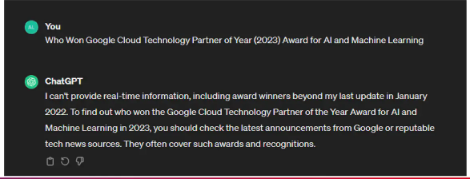 AI You
Who Won Google Cloud Technology Partner of Year (2023) Award for AI and Machine Learning
ChatGPT
I can't provide real-time information, including award winners beyond my last update in January
2022. To find out who won the Google Cloud Technology Partner of the Year Award for AI and
Machine Learning in 2023, you should check the latest announcements from Google or reputable
tech news sources. They often cover such awards and recognitions.